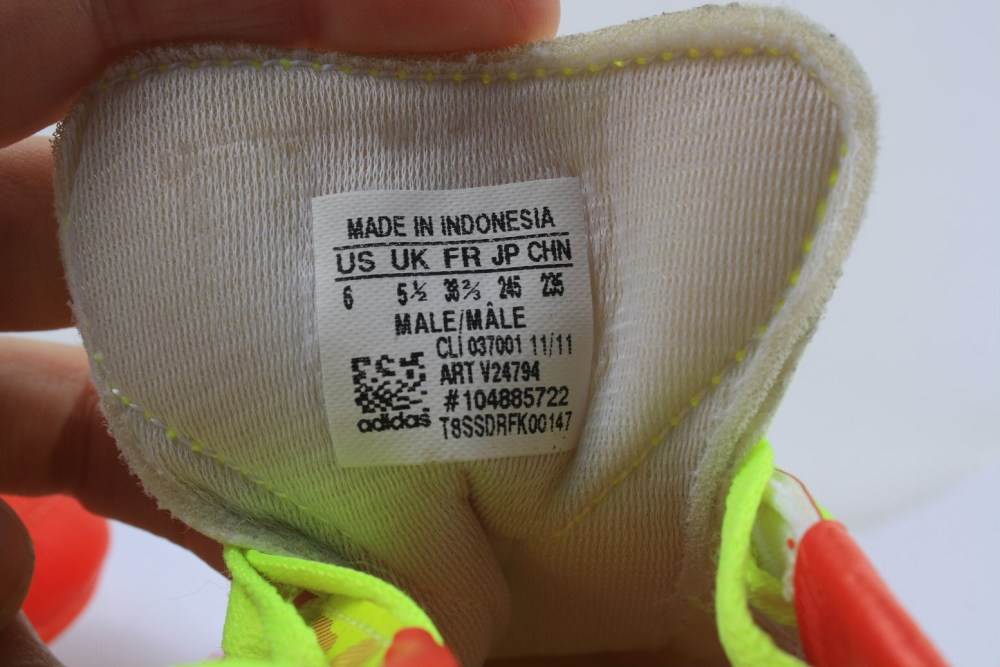 MADE IN INDONESIA
US UK FR JP CHN
6 5½ 38⅔ 245 235
MALE/MÂLE
CLI 037001 11/11
ART V24794
#104885722
adidas T8SSDRFK00147